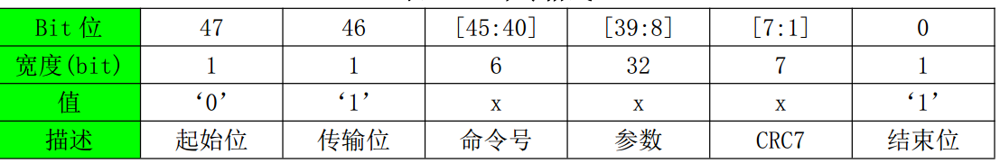 Bit 位 47 46 [45:40] [39:8] [7:1] 0
宽度(bit) 1 1 6 32 7 1
值 ‘0’ ‘1’ x x x ‘1’
描述 起始位 传输位 命令号 参数 CRC7 结束位